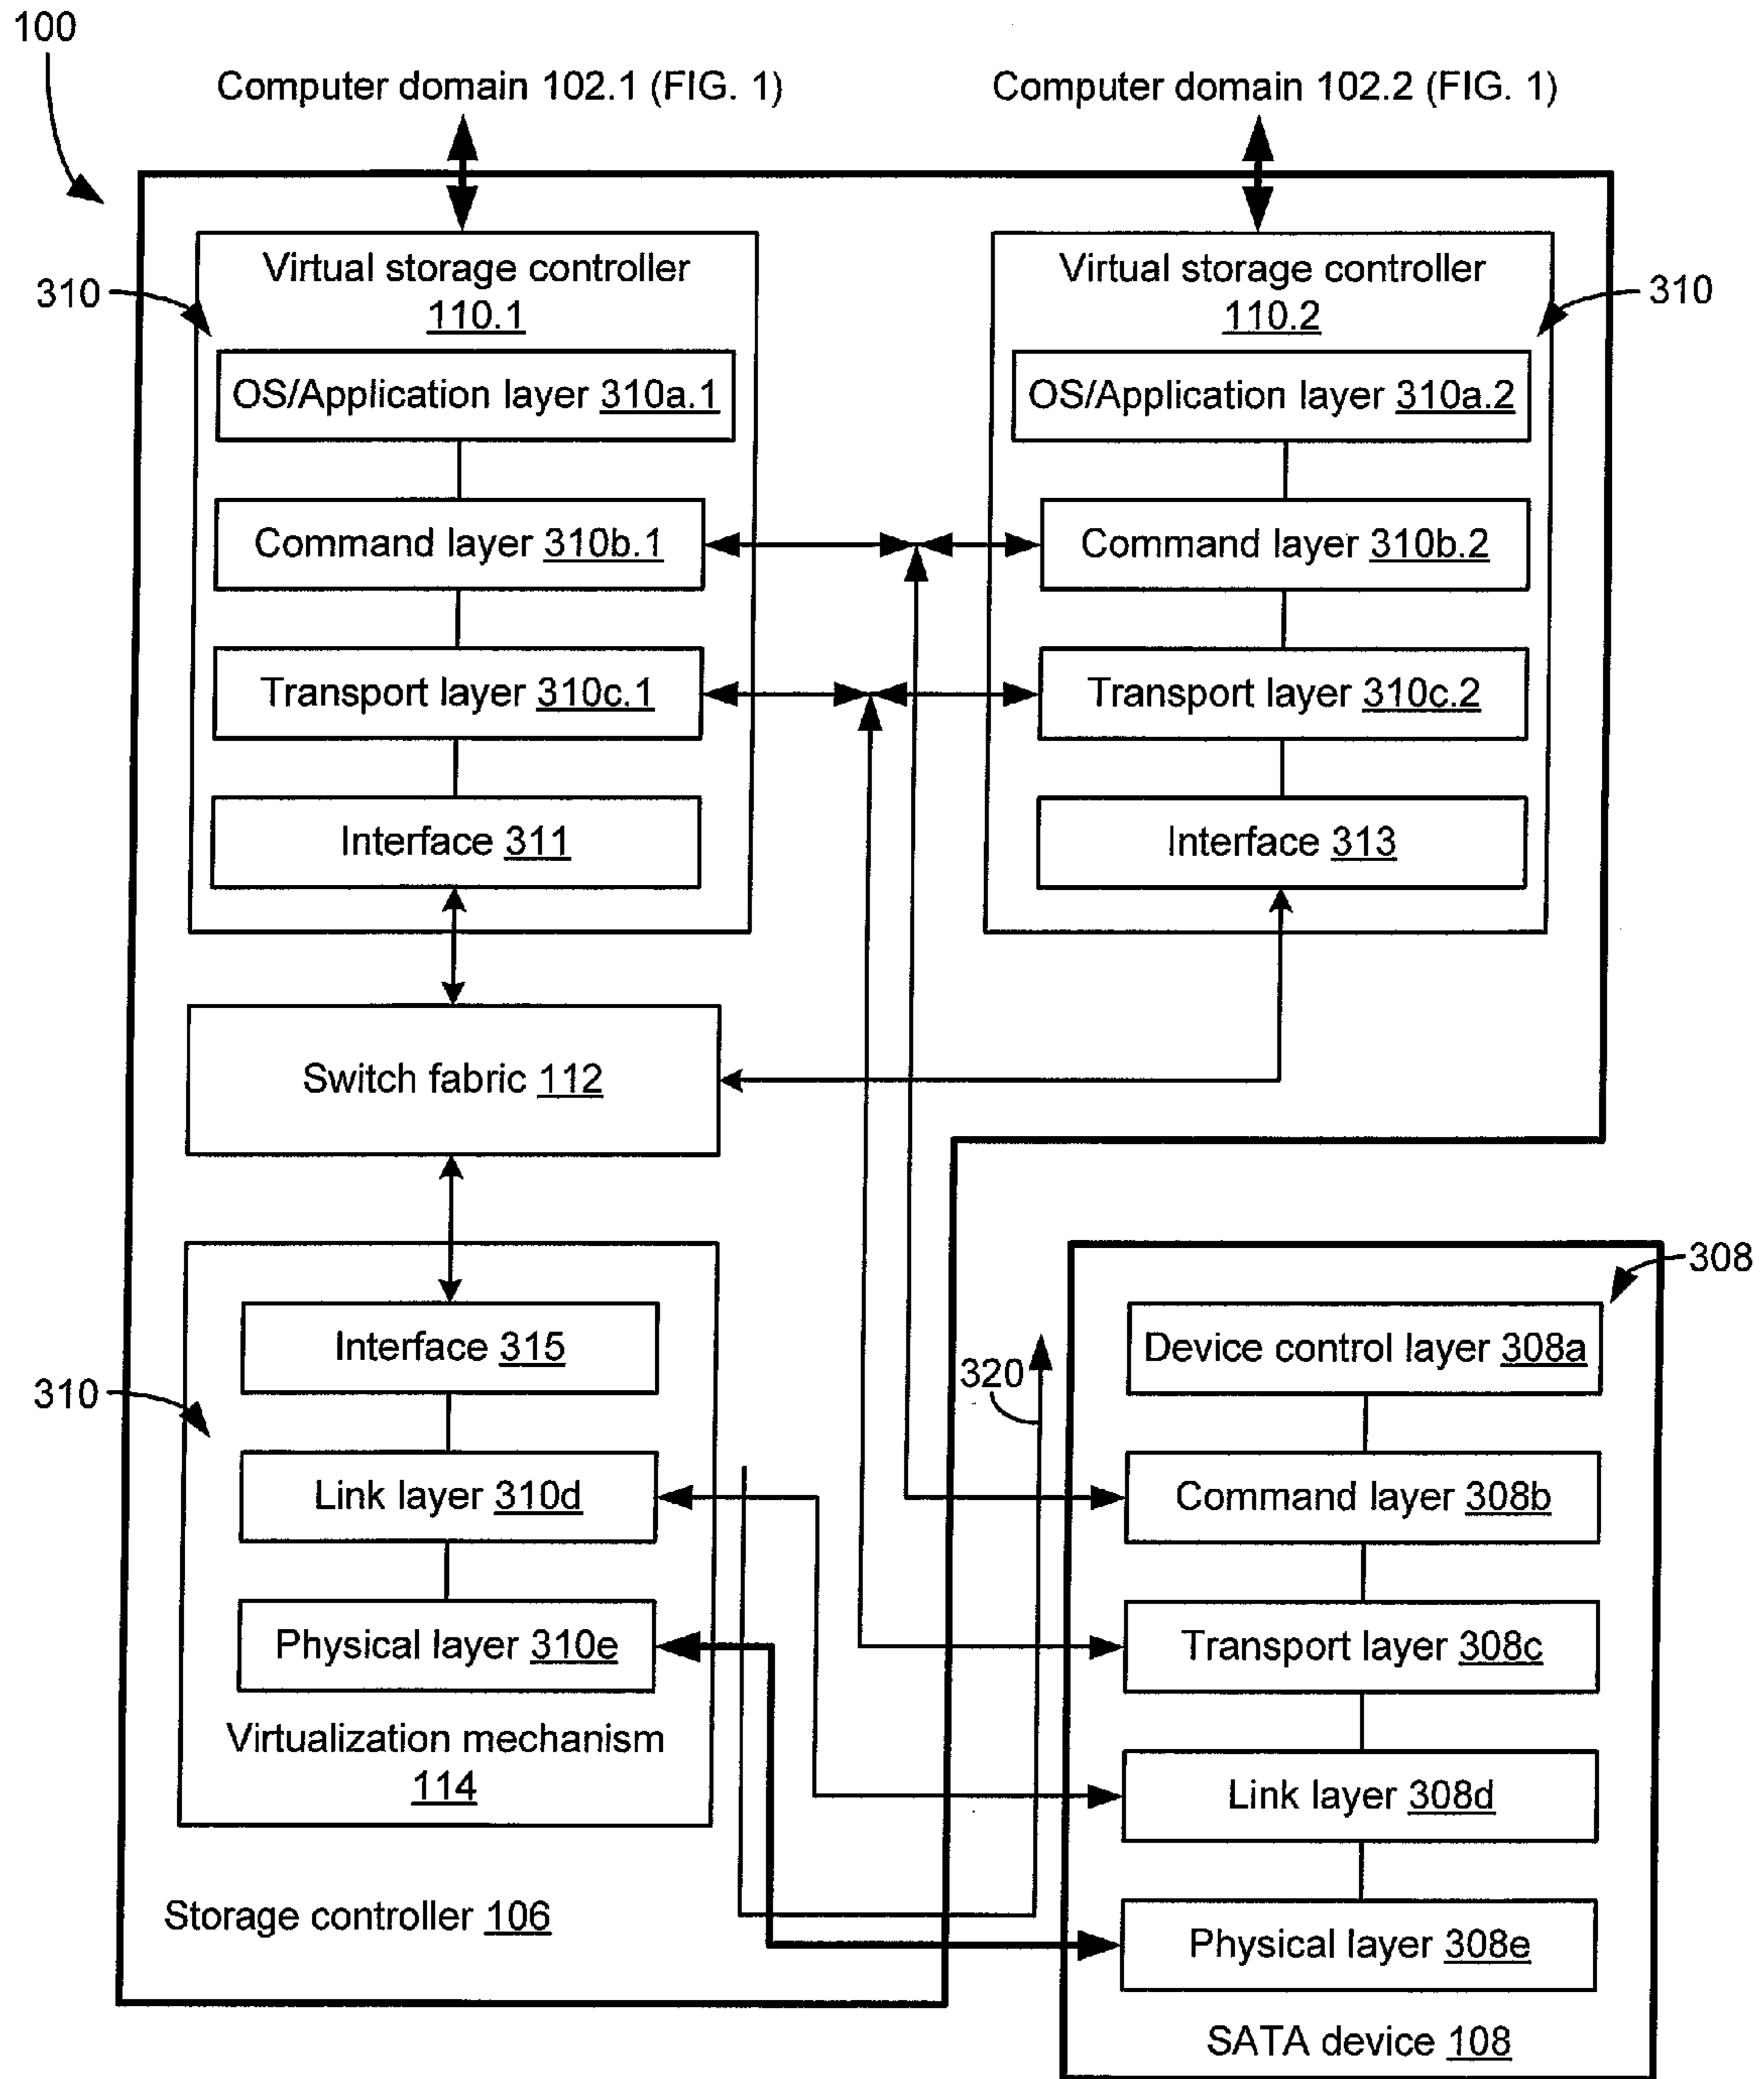 100
Computer domain 102.1 (FIG. 1)
Computer domain 102.2 (FIG. 1)
Virtual storage controller
110.1
Virtual storage controller
110.2
310
310
OS/Application layer 310a.1
OS/Application layer 310a.2
Command layer 310b.1
Command layer 310b.2
Transport layer 310c.1
Transport layer 310c.2
Interface 311
Interface 313
Switch fabric 112
308
Interface 315
Device control layer 308a
320
310
Link layer 310d
Command layer 308b
Physical layer 310e
Transport layer 308c
Virtualization mechanism
114
Link layer 308d
Storage controller 106
Physical layer 308e
SATA device 108